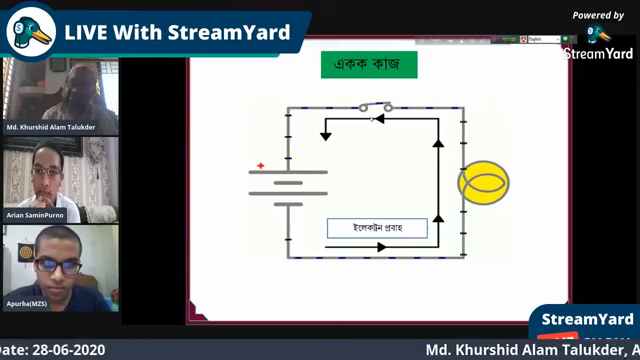 LIVE With StreamYard
Powered by
StreamYard
English
একক কাজ
Md. Khurshid Alam Talukder
Arian SaminPurno
Apurba(MZS)
+
ইলেকট্রন প্রবাহ
StreamYard
Date: 28-06-2020
Md. Khurshid Alam Talukder, A